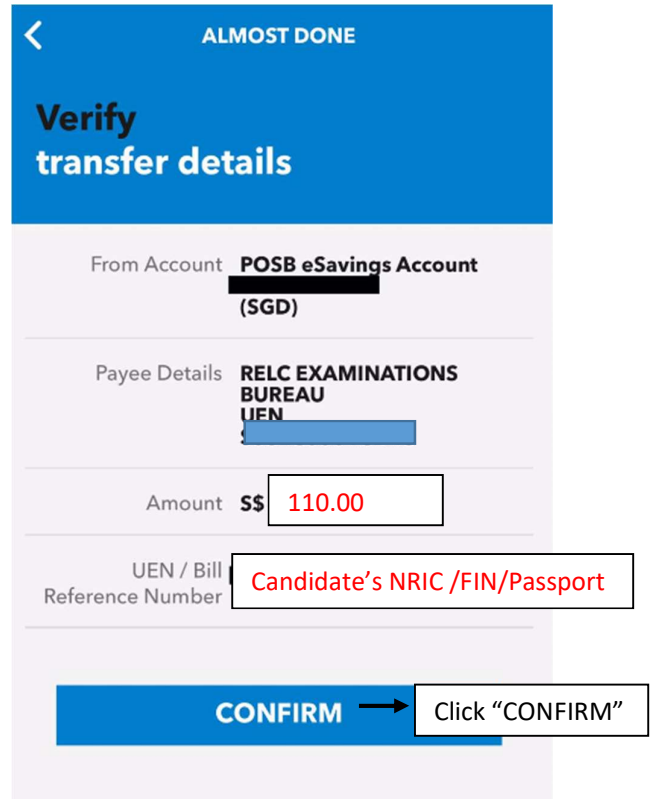 ALMOST DONE
Verify
transfer details
From Account POSB eSavings Account
(SGD)
Payee Details RELC EXAMINATIONS
BUREAU
UEN
Amount S$ 110.00
UEN / Bill
Reference Number Candidate’s NRIC /FIN/Passport
CONFIRM Click “CONFIRM”